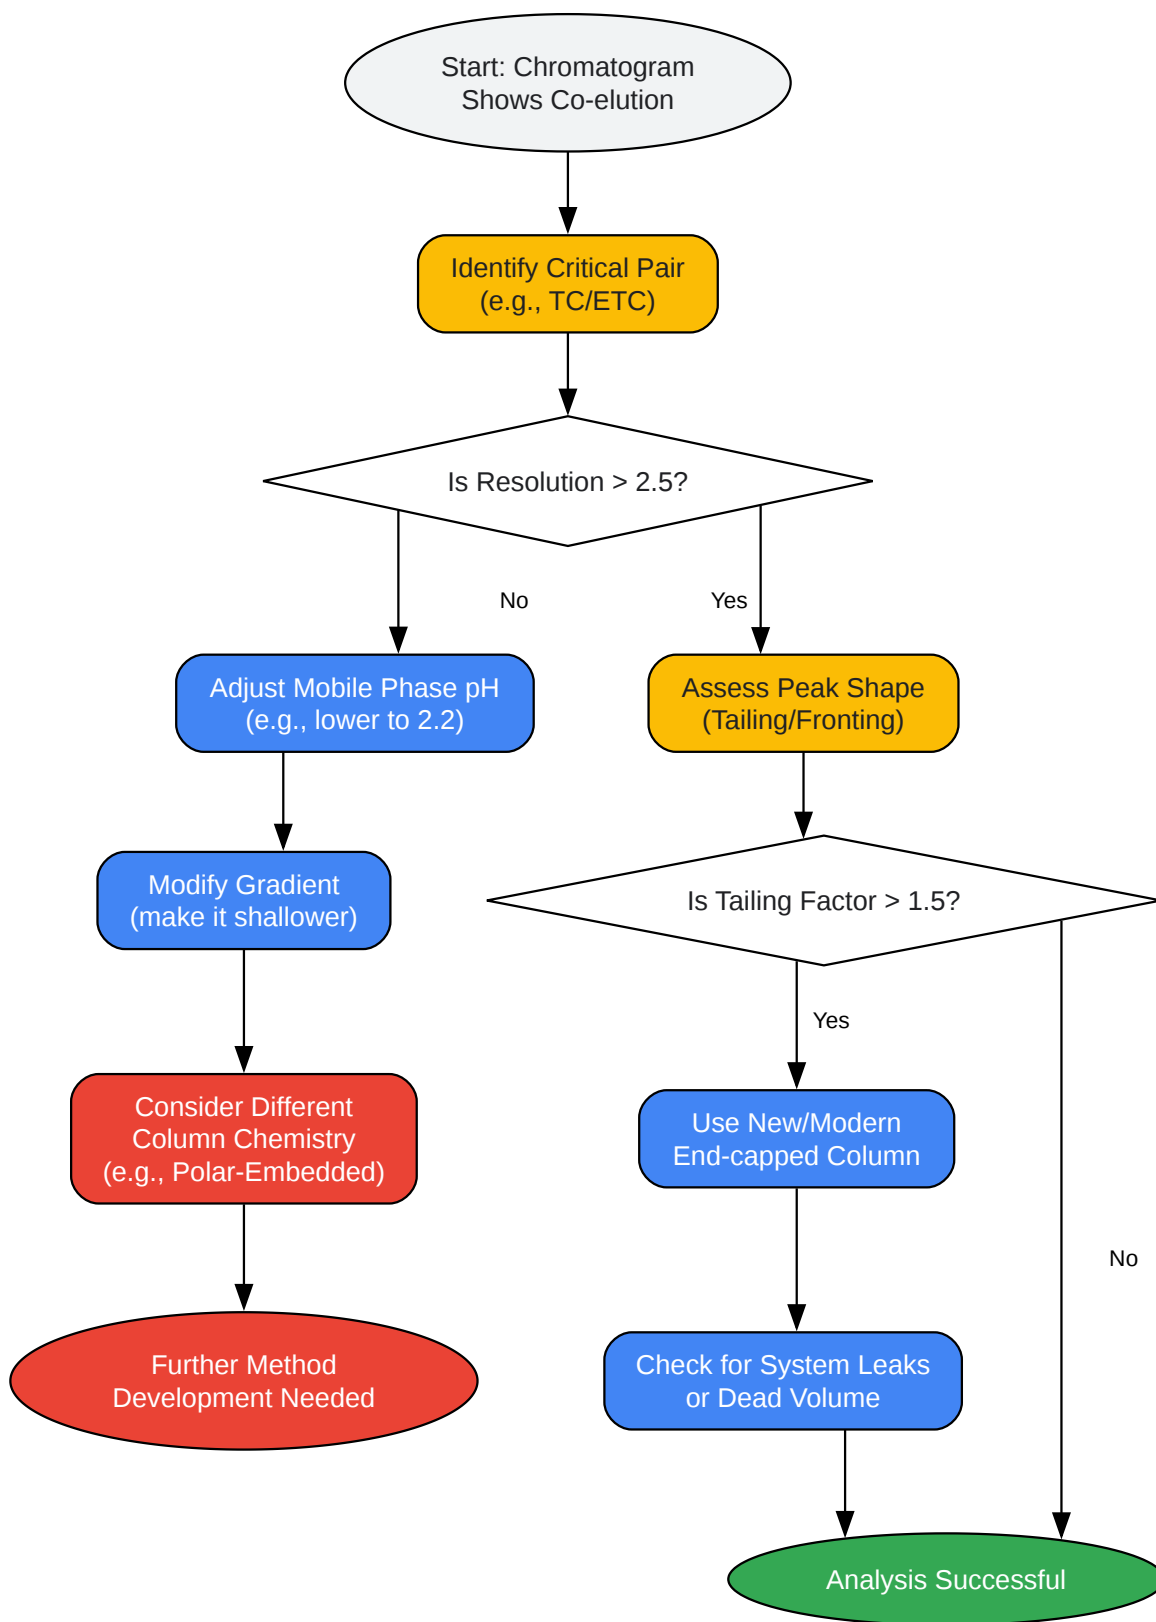 Start: Chromatogram
Shows Co-elution
Identify Critical Pair
(e.g., TC/ETC)
Is Resolution > 2.5?
No
Yes
Adjust Mobile Phase pH
(e.g., lower to 2.2)
Assess Peak Shape
(Tailing/Fronting)
Modify Gradient
(make it shallower)
Is Tailing Factor > 1.5?
Yes
Consider Different
Column Chemistry
(e.g., Polar-Embedded)
Use New/Modern
End-capped Column
No
Further Method
Development Needed
Check for System Leaks
or Dead Volume
Analysis Successful